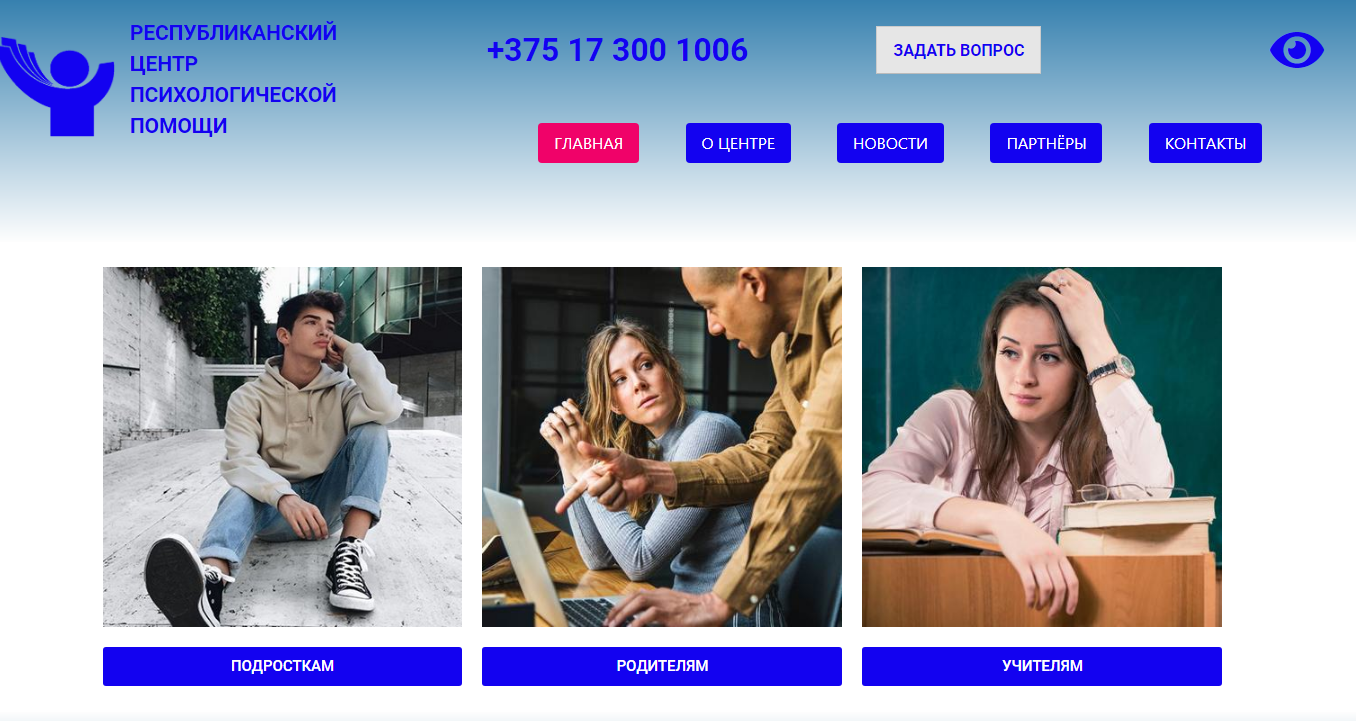 РЕСПУБЛИКАНСКИЙ
ЦЕНТР
ПСИХОЛОГИЧЕСКОЙ
ПОМОЩИ
+375 17 300 1006
ЗАДАТЬ ВОПРОС
ГЛАВНАЯ
О ЦЕНТРЕ
НОВОСТИ
ПАРТНЁРЫ
КОНТАКТЫ
ПОДРОСТКАМ
РОДИТЕЛЯМ
УЧИТЕЛЯМ